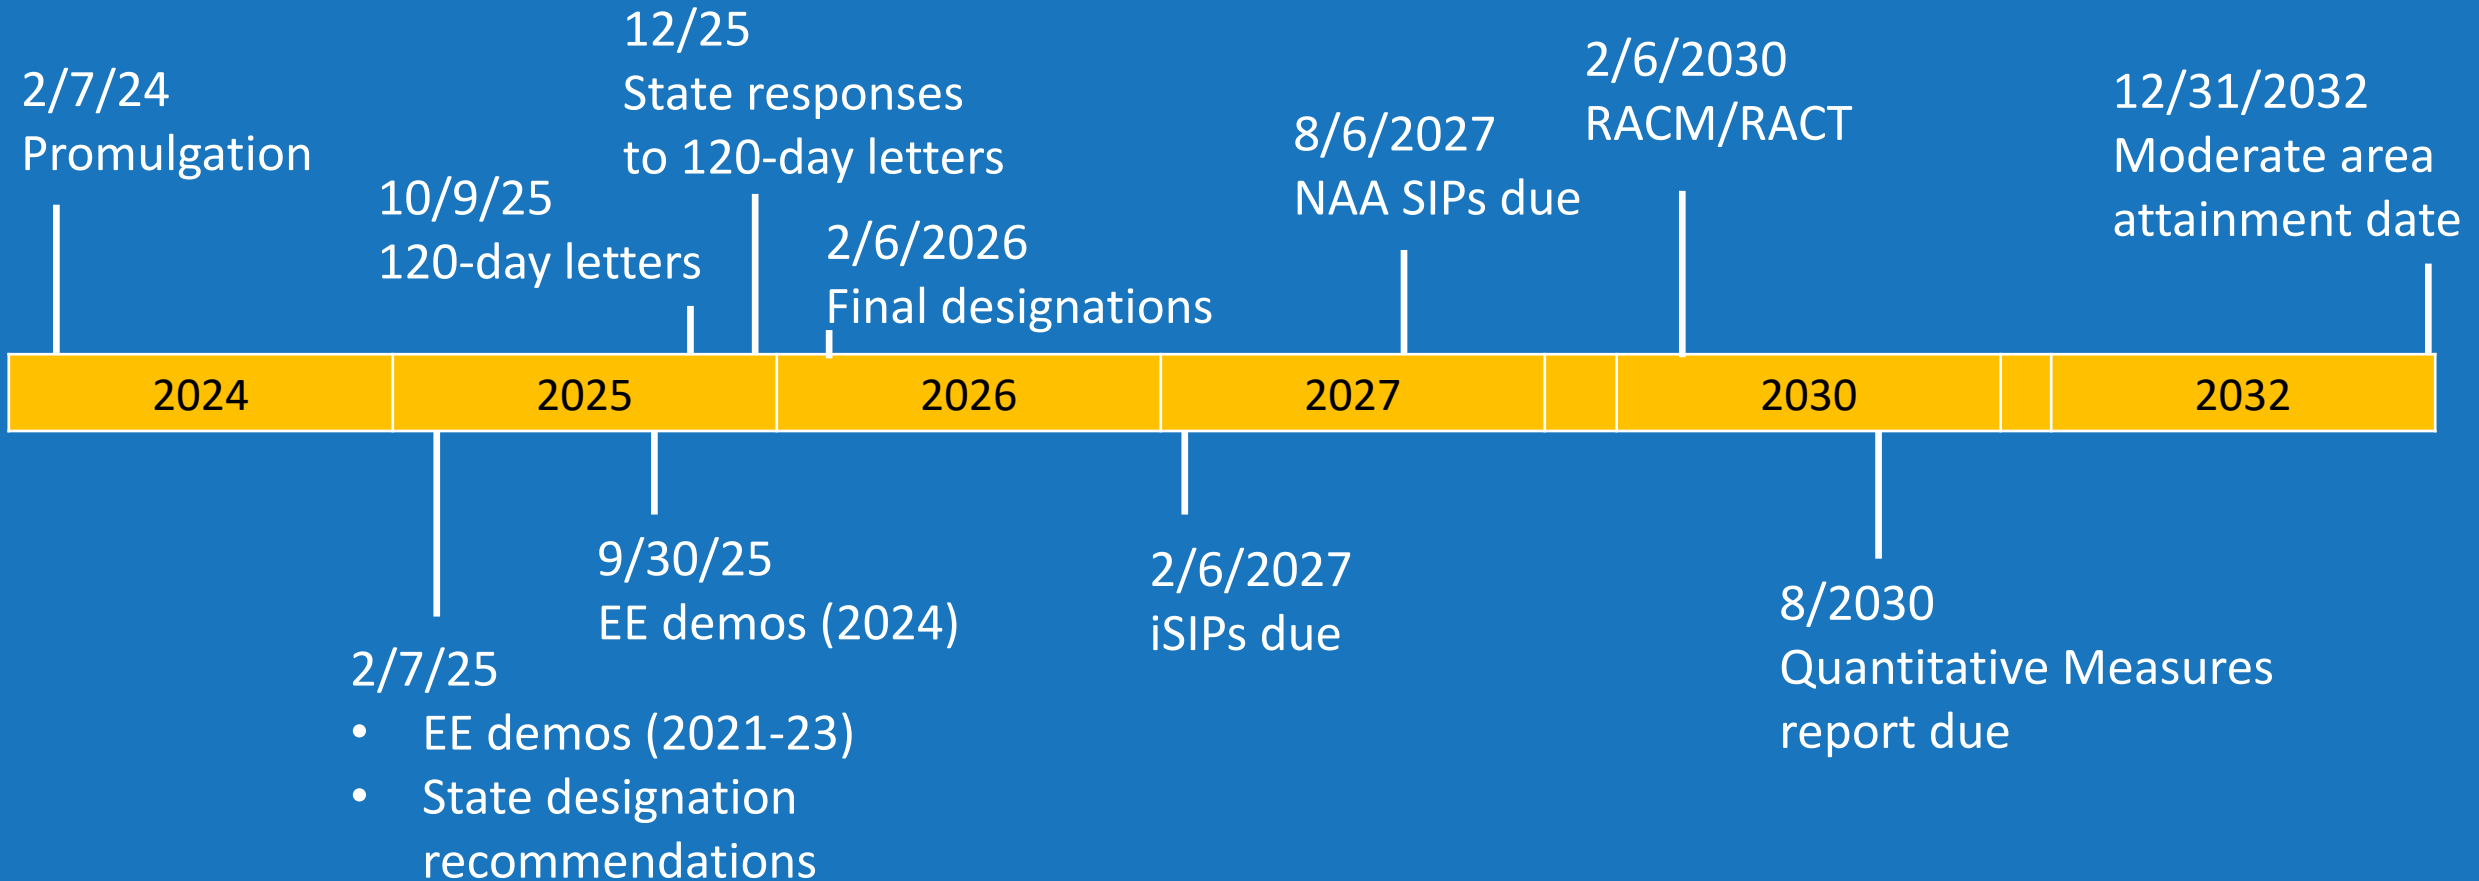 2/7/24
Promulgation
10/9/25
120-day letters
12/25
State responses
to 120-day letters
2/6/2026
Final designations
8/6/2027
NAA SIPs due
2/6/2030
RACM/RACT
12/31/2032
Moderate area
attainment date
2024
2025
2026
2027
2030
2032
2/7/25
• EE demos (2021-23)
• State designation
recommendations
9/30/25
EE demos (2024)
2/6/2027
iSIPs due
8/2030
Quantitative Measures
report due